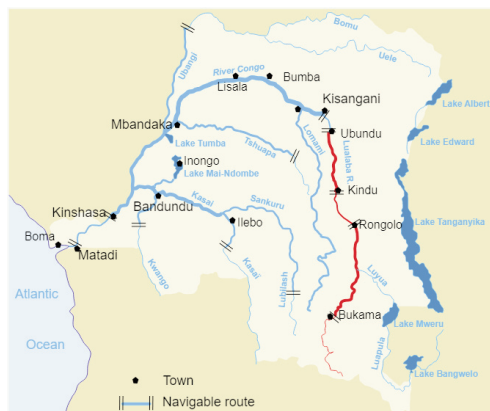 Bomu
Ubangi
Uele
River Congo
Bumba
Lisala
Kisangani
Lake Albert
Mbandaka
Ubundu
Lomami
Lualaba R.
Lake Tumba
Tshuapa
Lake Edward
Inongo
Lake Mai-Ndombe
Kindu
Kasai
Sankuru
Bandundu
Kinshasa
Ilebo
Rongolo
Lake Tanganyika
Boma
Matadi
Kwango
Kasai
Lubilash
Luyua
Atlantic
Ocean
Bukama
Lake Mweru
Luapula
Lake Bangwelo
Town
Navigable route